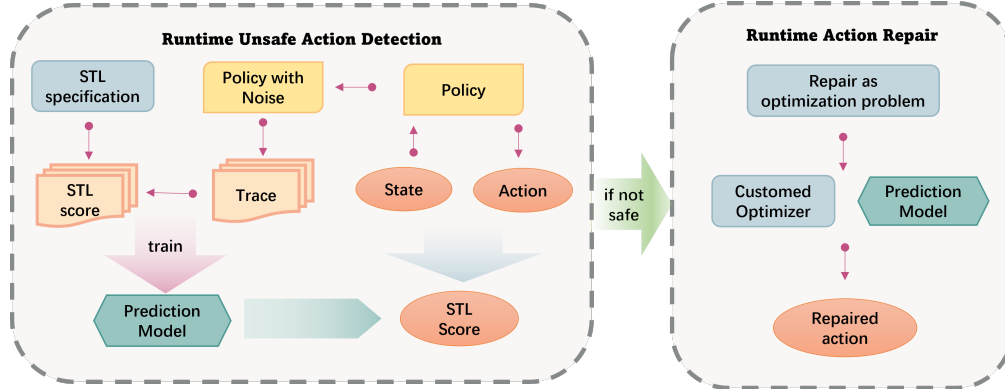 Runtime Unsafe Action Detection
STL
specification
Policy with
Noise
Policy
STL
score
Trace
State
Action
train
Prediction
Model
STL
Score
if not
safe
Runtime Action Repair
Repair as
optimization problem
Customed
Optimizer
Prediction
Model
Repaired
action